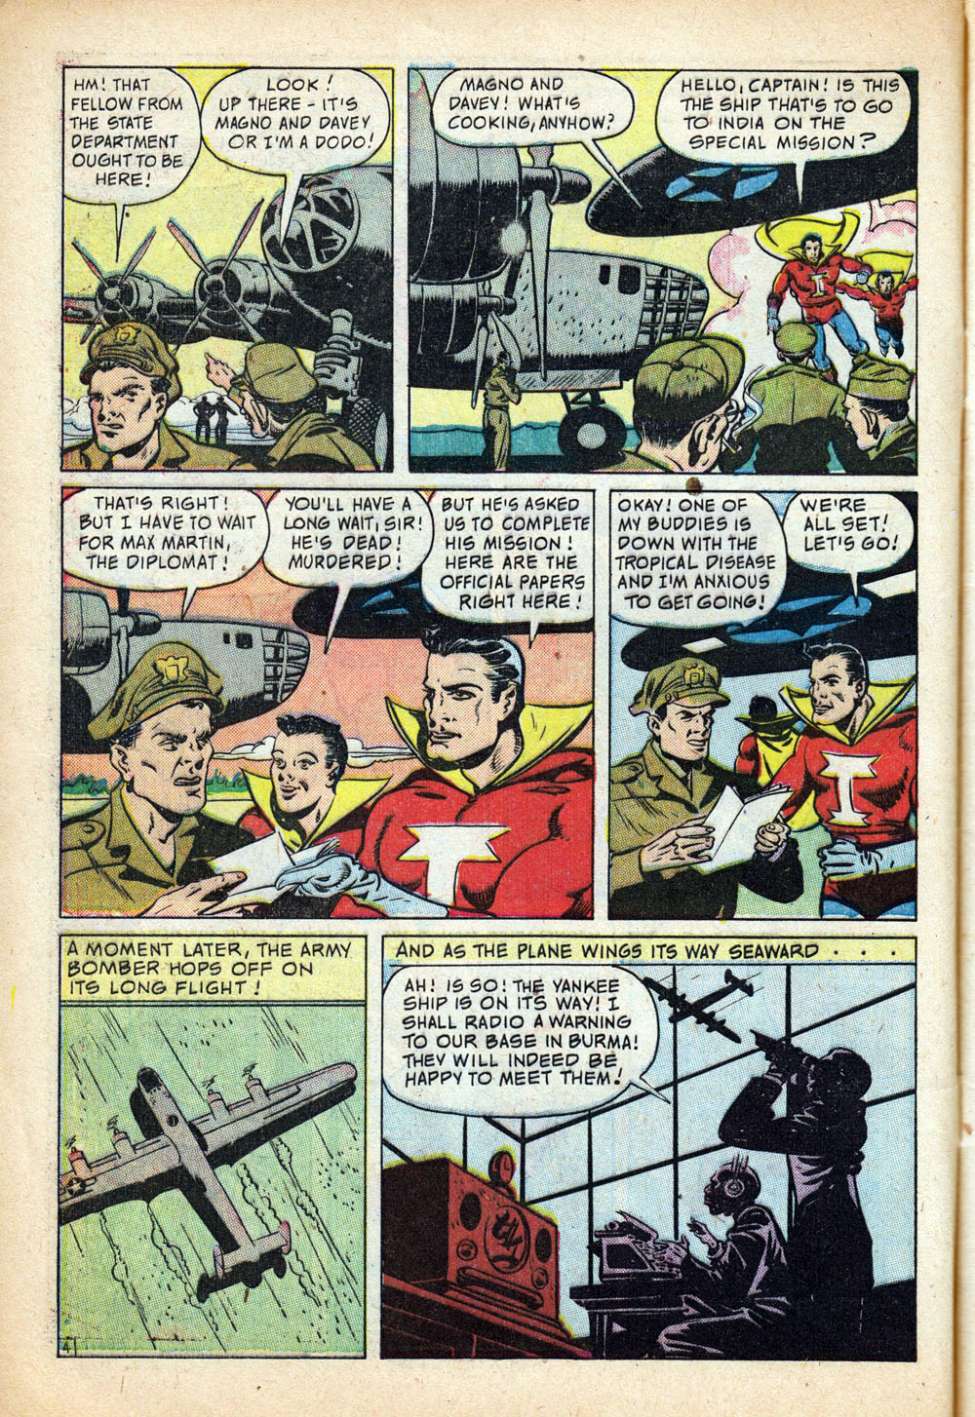 HM! THAT
FELLOW FROM
THE STATE
DEPARTMENT
OUGHT TO BE
HERE!
LOOK!
UP THERE - IT'S
MAGNO AND DAVEY
OR I'M A DODO!
MAGNO AND
DAVEY! WHAT'S
COOKING, ANYHOW?
HELLO, CAPTAIN! IS THIS
THE SHIP THAT'S TO GO
TO INDIA ON THE
SPECIAL MISSION?
THAT'S RIGHT!
BUT I HAVE TO WAIT
FOR MAX MARTIN,
THE DIPLOMAT!
YOU'LL HAVE A
LONG WAIT, SIR!
HE'S DEAD!
MURDERED!
BUT HE'S ASKED
US TO COMPLETE
HIS MISSION!
HERE ARE THE
OFFICIAL PAPERS
RIGHT HERE!
OKAY! ONE OF
MY BUDDIES IS
DOWN WITH THE
TROPICAL DISEASE
AND I'M ANXIOUS
TO GET GOING!
WE'RE
ALL SET!
LET'S GO!
A MOMENT LATER, THE ARMY
BOMBER HOPS OFF ON
ITS LONG FLIGHT!
4
AND AS THE PLANE WINGS ITS WAY SEAWARD . . .
AH! IS SO! THE YANKEE
SHIP IS ON ITS WAY! I
SHALL RADIO A WARNING
TO OUR BASE IN BURMA!
THEY WILL INDEED BE
HAPPY TO MEET THEM!